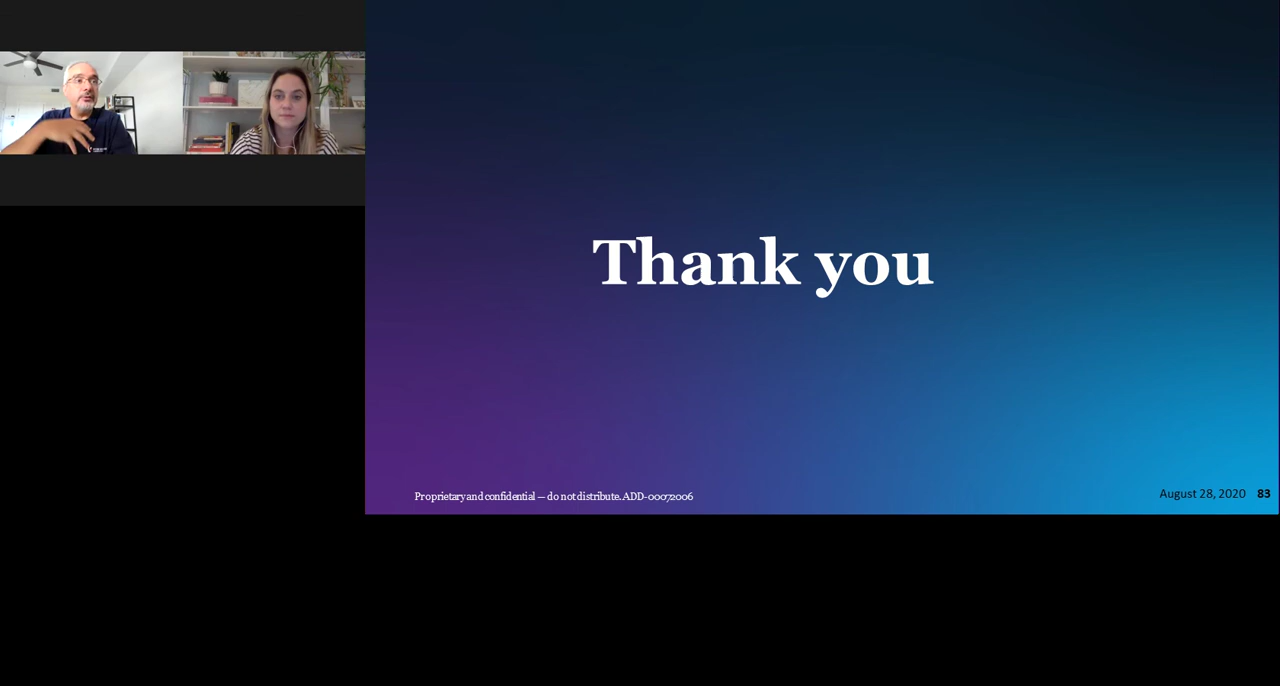 Thank you
Proprietary and confidential — do not distribute. ADD-00072006
August 28, 2020 83